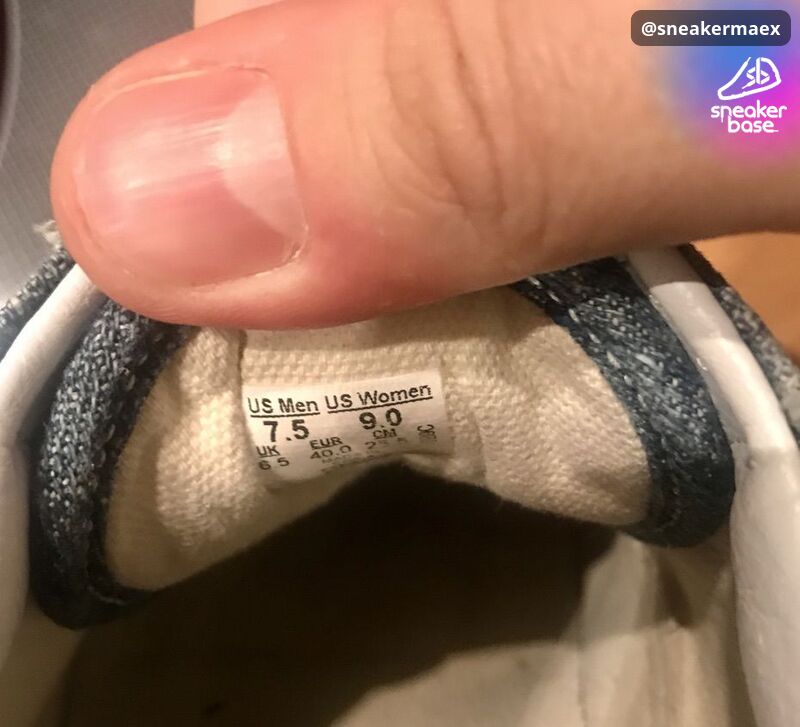 @sneakermaex
sneaker
base
US Men US Women
7.5 9.0
UK EUR CM
6.5 40.0